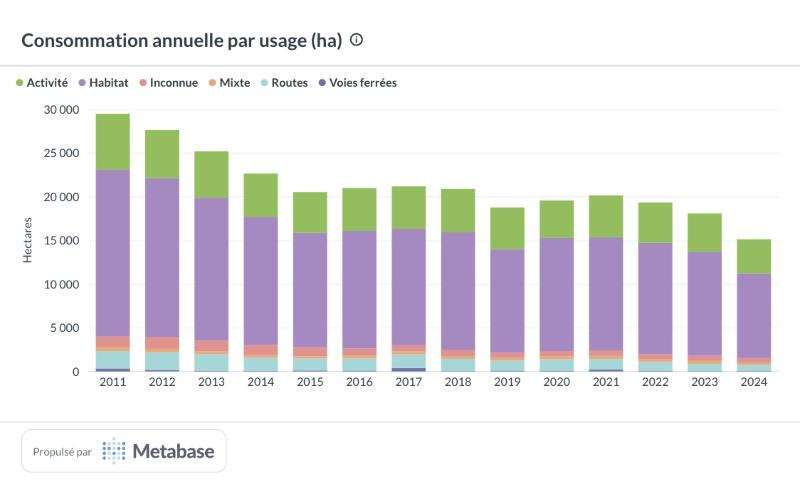 Consommation annuelle par usage (ha)
Activité Habitat Inconnue Mixte Routes Voies ferrées
Hectares
30 000
25 000
20 000
15 000
10 000
5 000
0
2011 2012 2013 2014 2015 2016 2017 2018 2019 2020 2021 2022 2023 2024
Propulsé par Metabase